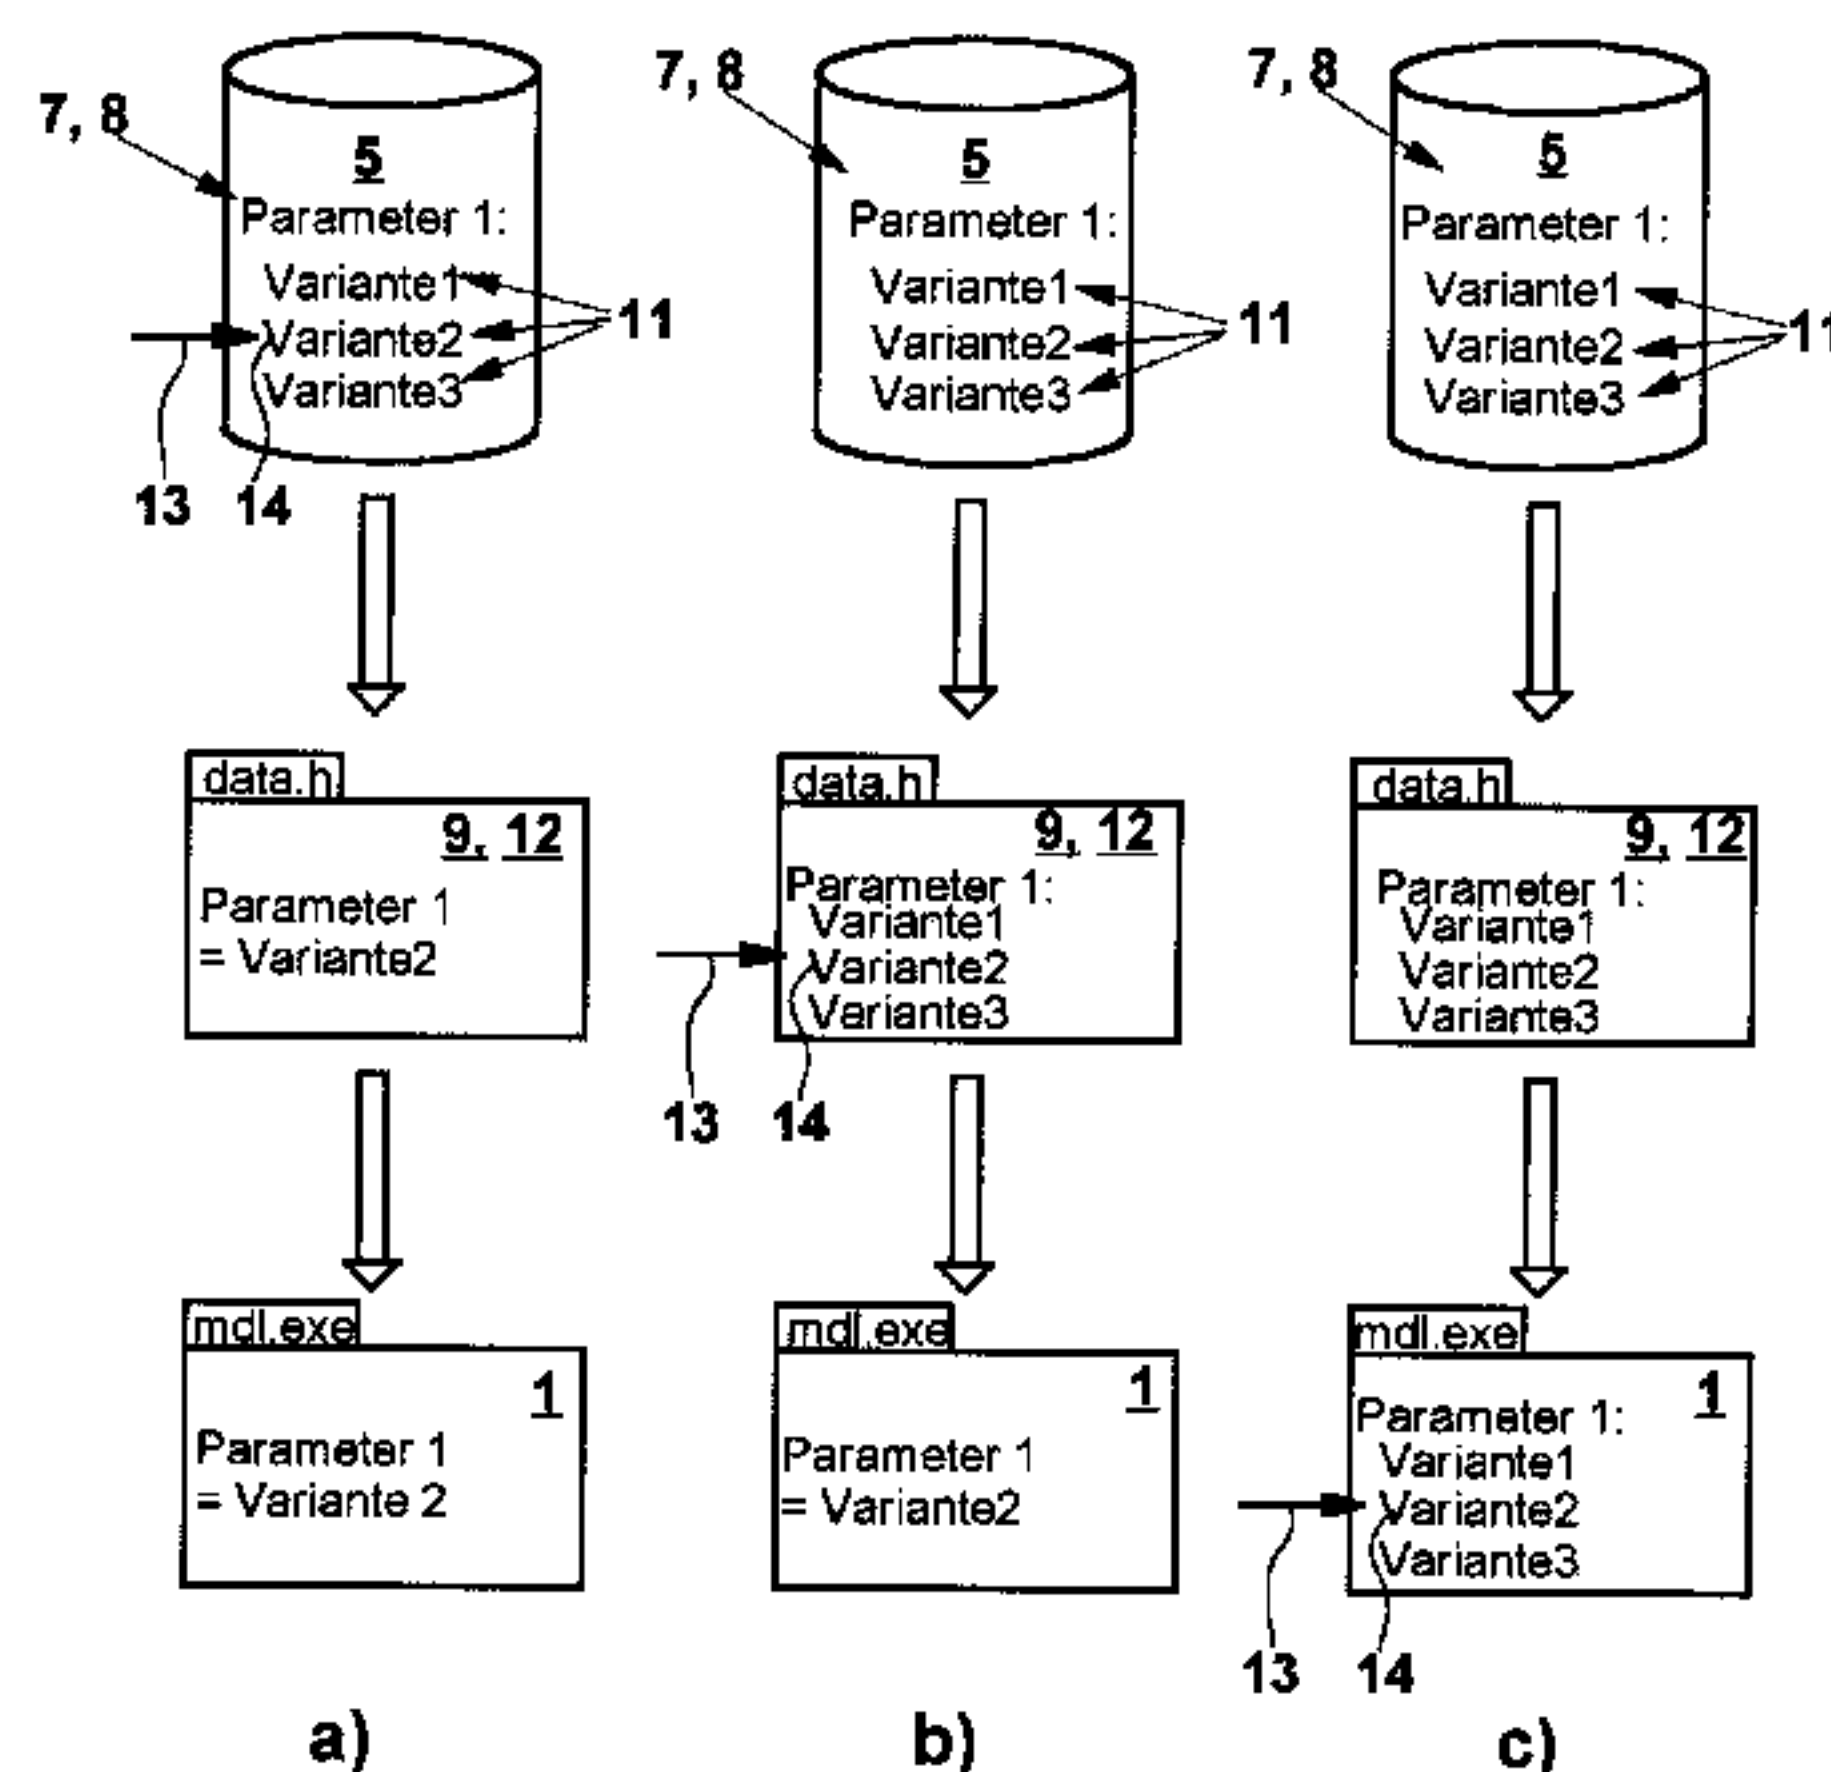 7, 8
5
Parameter 1:
Variante1
Variante2
Variante3
11
13
14
data.h
9, 12
Parameter 1
= Variante2
mdl.exe
1
Parameter 1
= Variante 2
a)
7, 8
5
Parameter 1:
Variante1
Variante2
Variante3
11
data.h
9, 12
Parameter 1:
Variante1
Variante2
Variante3
13
14
mdl.exe
1
Parameter 1
= Variante2
b)
7, 8
5
Parameter 1:
Variante1
Variante2
Variante3
11
data.h
9, 12
Parameter 1:
Variante1
Variante2
Variante3
mdl.exe
1
Parameter 1:
Variante1
Variante2
Variante3
13
14
c)